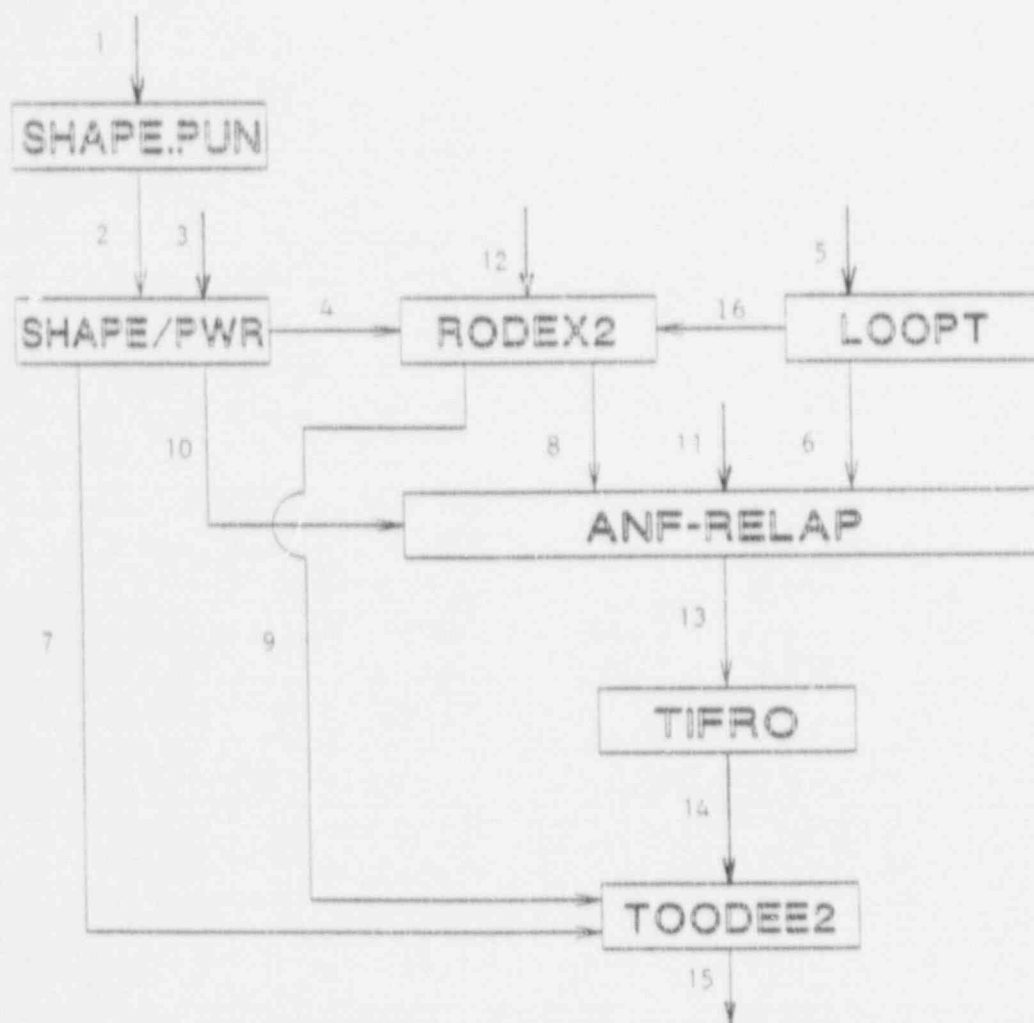 1
SHAPE.PUN
2 3 12 5
SHAPE/PWR 4 RODEX2 16 LOOPT
10 8 11 6
ANF-RELAP
7 9 13
TIFRO
14
TOODEE2
15